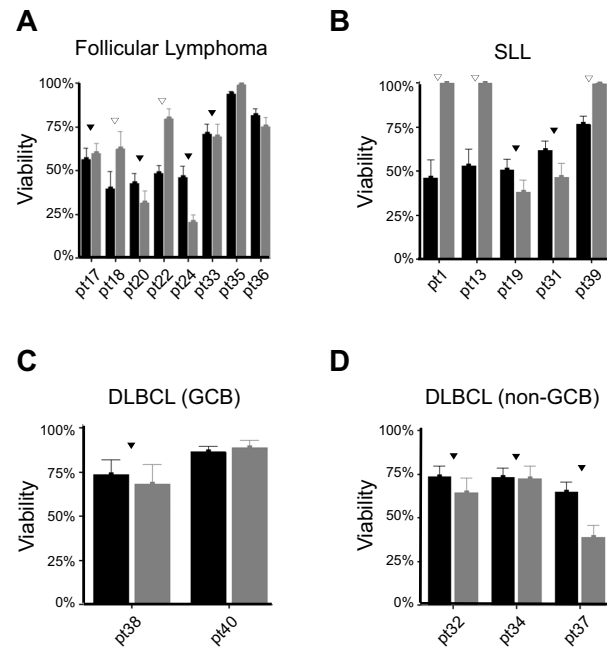 A
Follicular Lymphoma
Viability
100%
75%
50%
25%
0%
pt17
pt18
pt20
pt22
pt24
pt33
pt35
pt36
B
SLL
Viability
100%
75%
50%
25%
0%
pt1
pt13
pt19
pt31
pt39
C
DLBCL (GCB)
Viability
100%
75%
50%
25%
0%
pt38
pt40
D
DLBCL (non-GCB)
Viability
100%
75%
50%
25%
0%
pt32
pt34
pt37